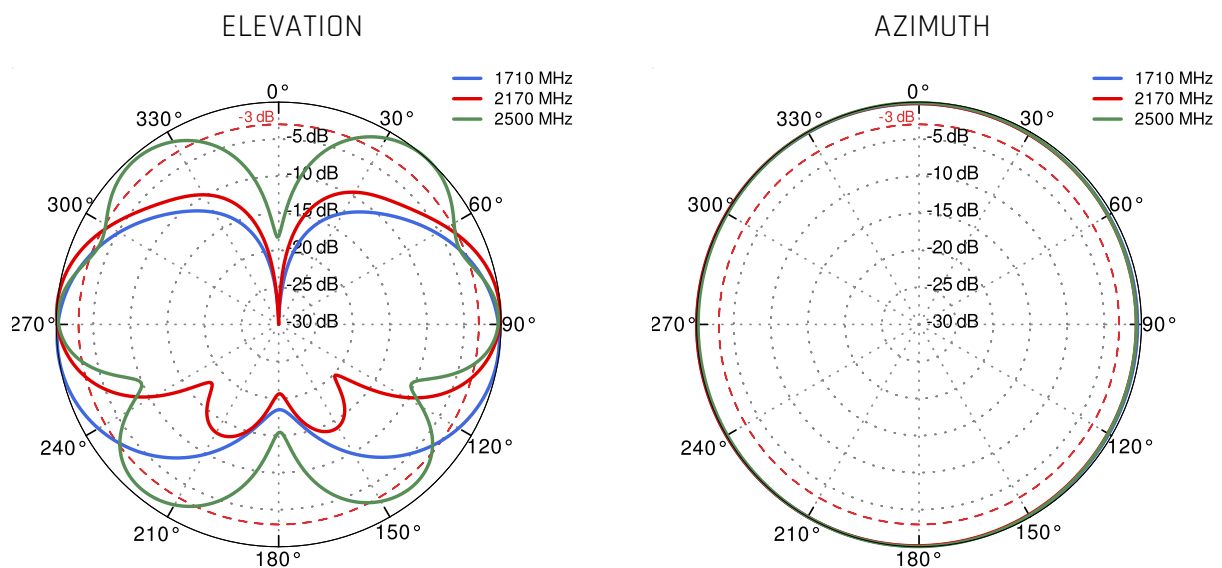 ELEVATION
1710 MHz
2170 MHz
2500 MHz
0°
330°
30°
-3 dB
-5 dB
-10 dB
300°
60°
-15 dB
-20 dB
-25 dB
270°
-30 dB
90°
240°
120°
210°
150°
180°
AZIMUTH
1710 MHz
2170 MHz
2500 MHz
0°
330°
30°
-3 dB
-5 dB
-10 dB
300°
60°
-15 dB
-20 dB
-25 dB
270°
-30 dB
90°
240°
120°
210°
150°
180°